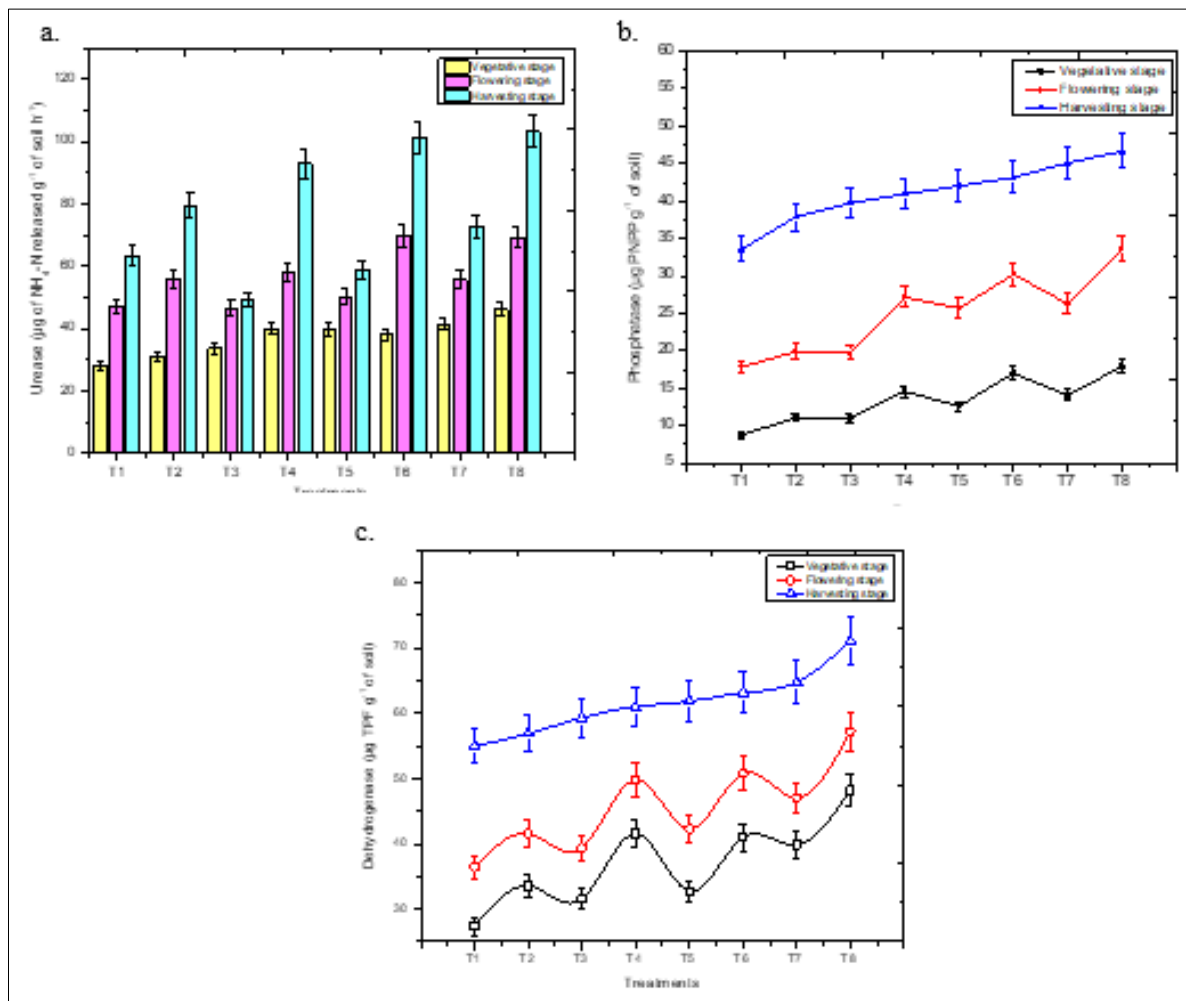 a.
Vegetative stage
Flowering stage
Harvesting stage
Urease (µg of NH₄-N released g⁻¹ of soil h⁻¹)
120
100
80
60
40
20
0
T1 T2 T3 T4 T5 T6 T7 T8
Treatments
b.
Vegetative stage
Flowering stage
Harvesting stage
Phosphatase (µg PNPP g⁻¹ of soil)
60
55
50
45
40
35
30
25
20
15
10
5
T1 T2 T3 T4 T5 T6 T7 T8
c.
Vegetative stage
Flowering stage
Harvesting stage
Dehydrogenase (µg TPF g⁻¹ of soil)
80
70
60
50
40
30
T1 T2 T3 T4 T5 T6 T7 T8
Treatments